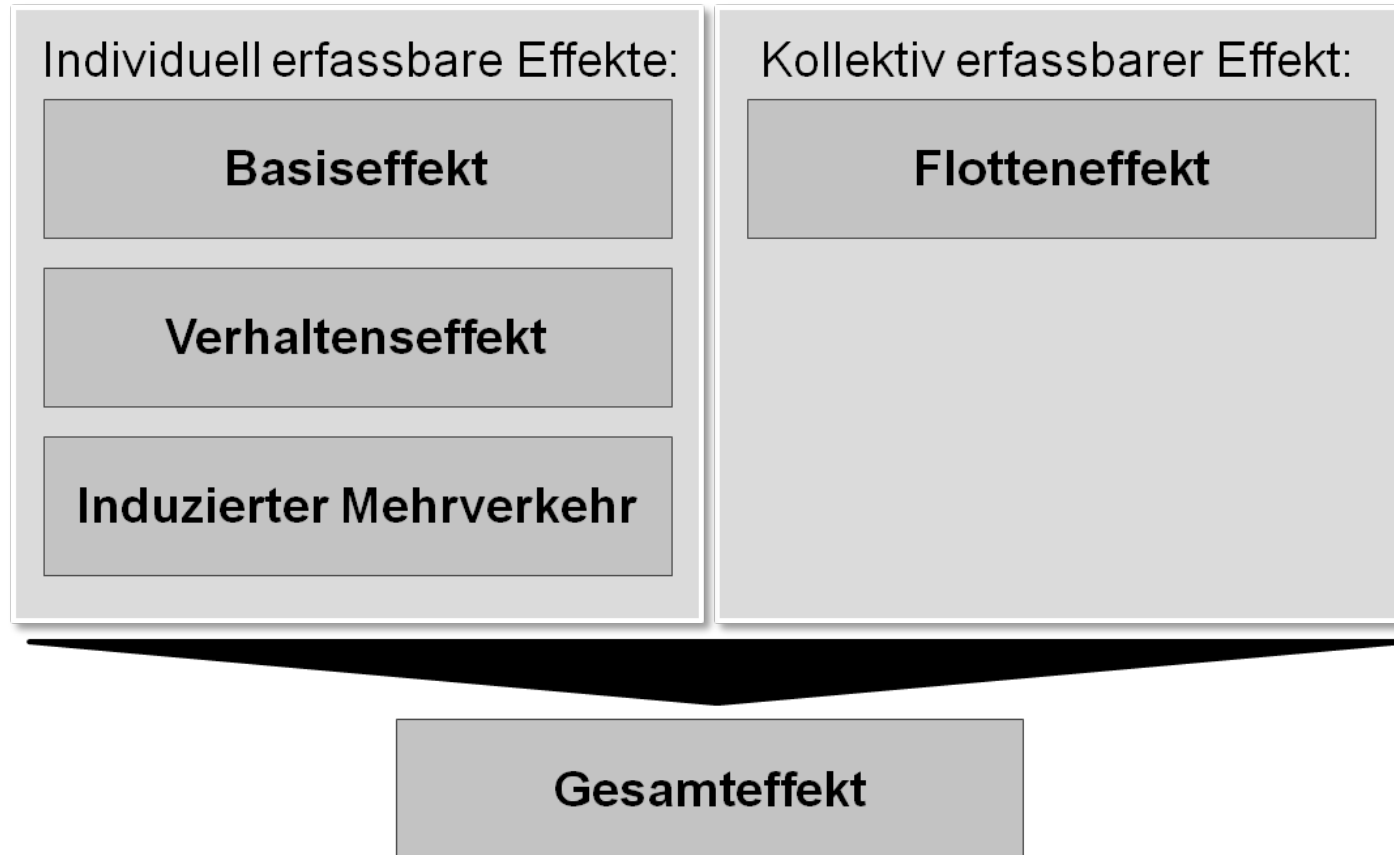 Individuell erfassbare Effekte:
Basiseffekt
Verhaltenseffekt
Induzierter Mehrverkehr
Kollektiv erfassbarer Effekt:
Flotteneffekt
Gesamteffekt